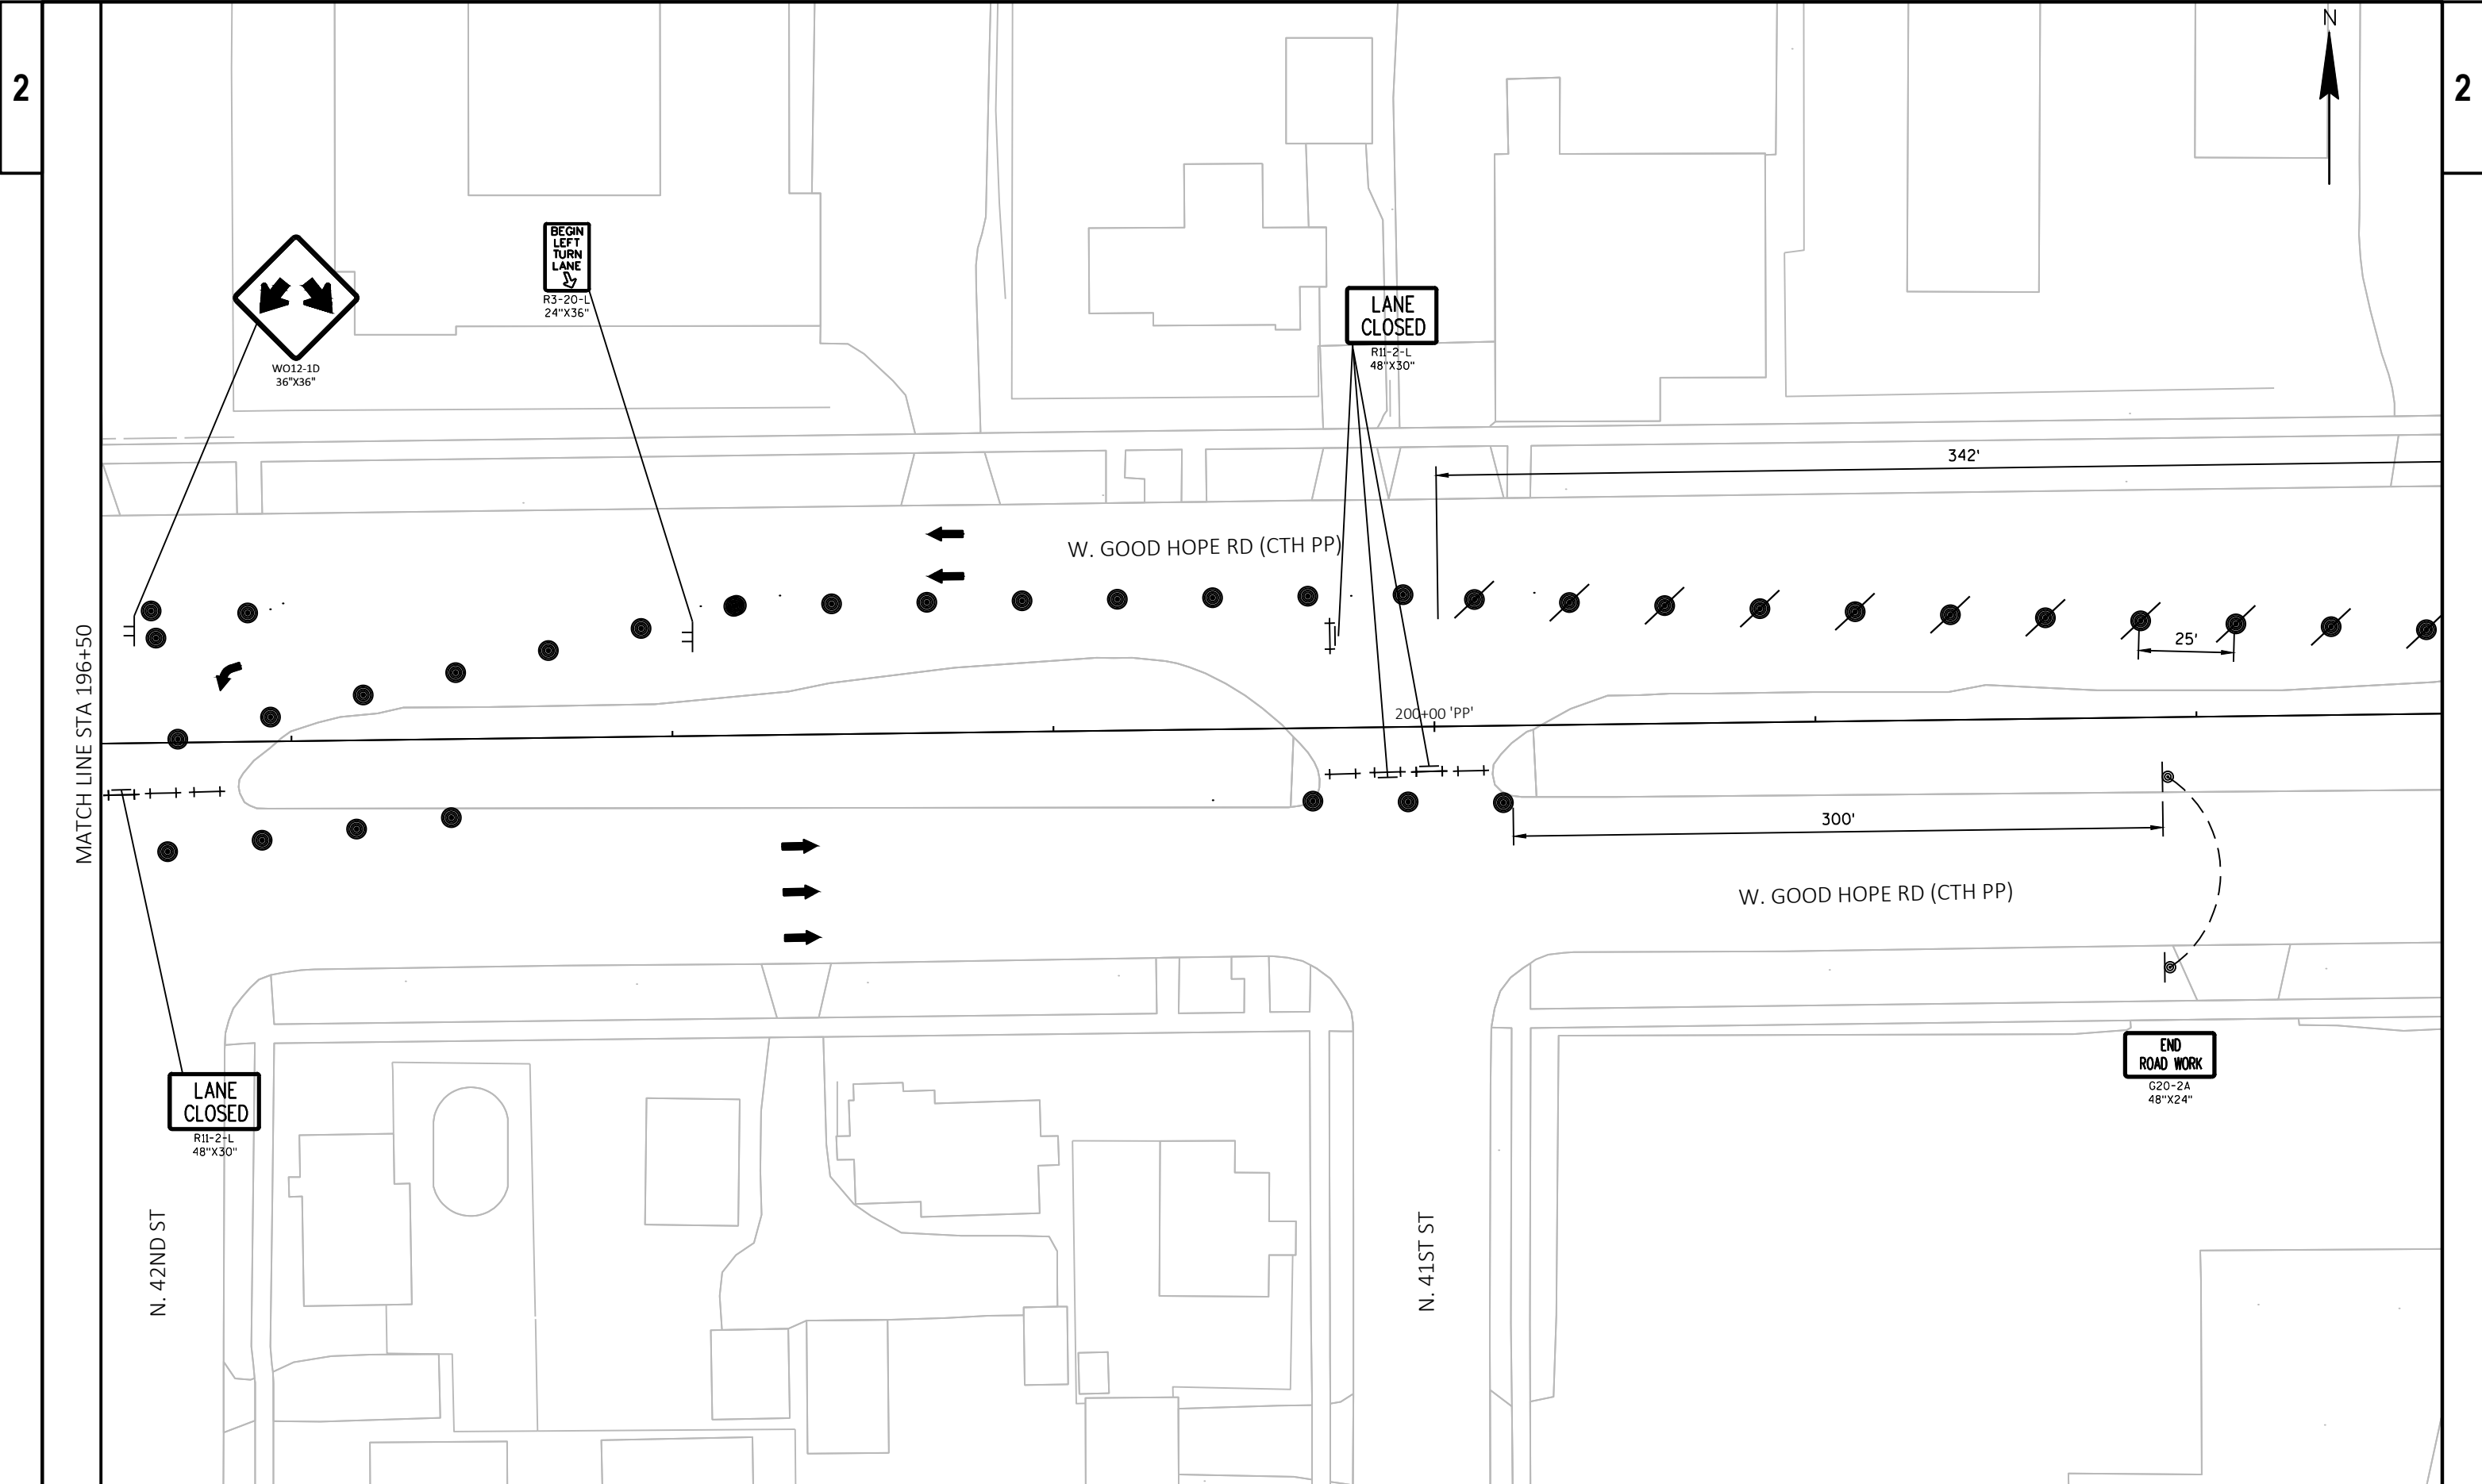 2
2
N
BEGIN
LEFT
TURN
LANE
R3-20-L
24"X36"
WO12-1D
36"X36"
LANE
CLOSED
R11-2-L
48"X30"
342'
W. GOOD HOPE RD (CTH PP)
25'
MATCH LINE STA 196+50
200+00 'PP'
300'
W. GOOD HOPE RD (CTH PP)
END
ROAD WORK
G20-2A
48"X24"
LANE
CLOSED
R11-2-L
48"X30"
N. 42ND ST
N. 41ST ST